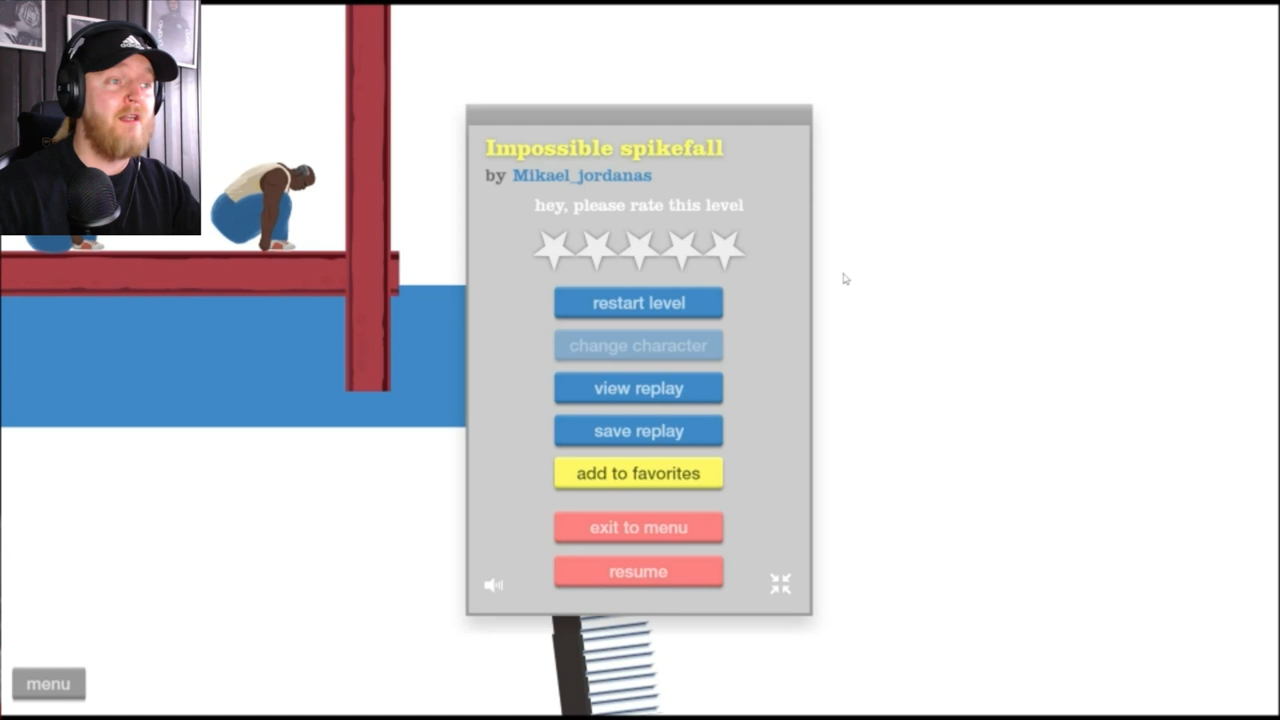 Impossible spikefall
by Mikael_jordanas
hey, please rate this level
restart level
change character
view replay
save replay
add to favorites
exit to menu
resume
menu